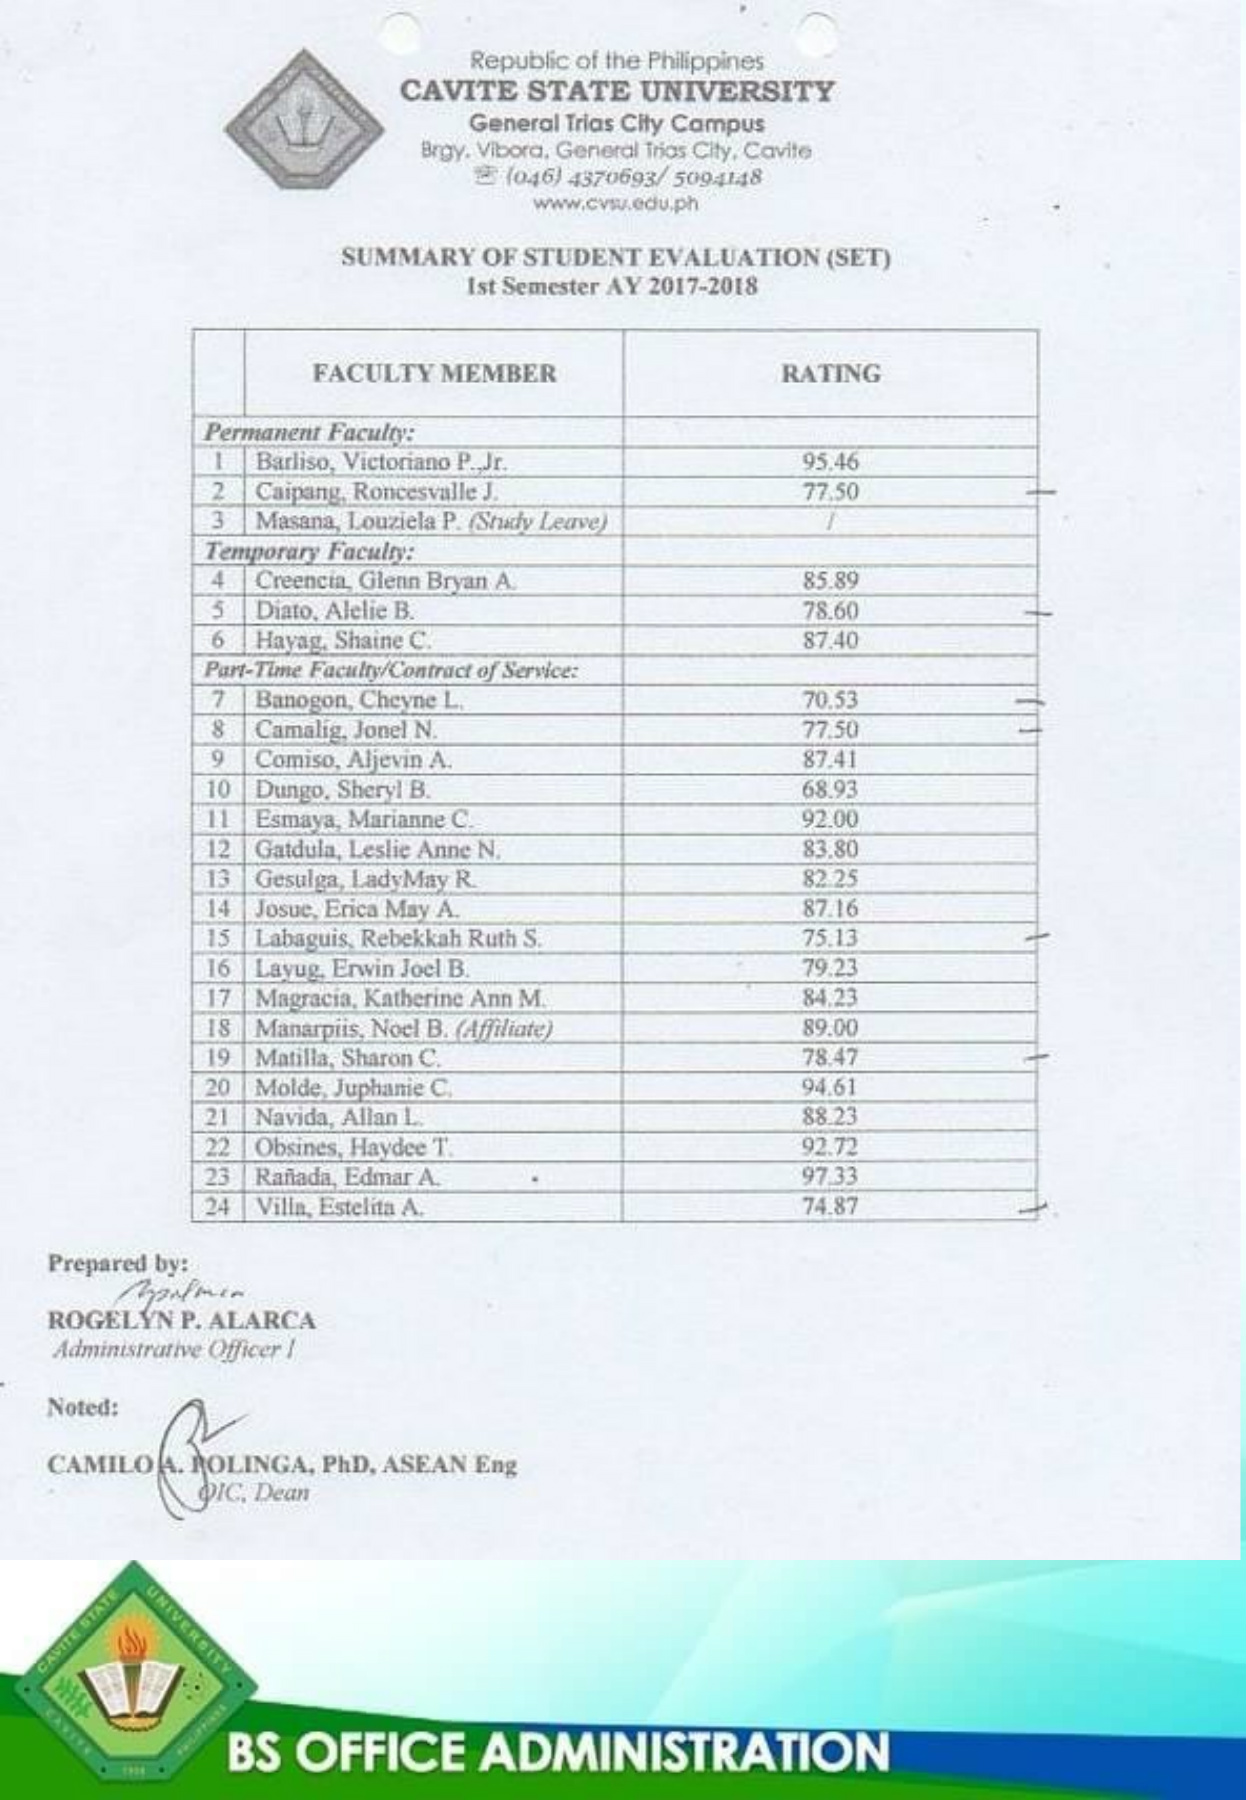 Republic of the Philippines
CAVITE STATE UNIVERSITY
General Trias City Campus
Brgy. Vibora, General Trias City, Cavite
☏ (046) 4370693/ 5094148
www.cvsu.edu.ph
SUMMARY OF STUDENT EVALUATION (SET)
1st Semester AY 2017-2018
FACULTY MEMBER RATING
Permanent Faculty:
1 Barliso, Victoriano P.,Jr. 95.46
2 Caipang, Roncesvalle J. 77.50
3 Masana, Louziela P. (Study Leave) /
Temporary Faculty:
4 Creencia, Glenn Bryan A. 85.89
5 Diato, Alelie B. 78.60
6 Hayag, Shaine C. 87.40
Part-Time Faculty/Contract of Service:
7 Banogon, Cheyne L. 70.53
8 Camalig, Jonel N. 77.50
9 Comiso, Aljevin A. 87.41
10 Dungo, Sheryl B. 68.93
11 Esmaya, Marianne C. 92.00
12 Gatdula, Leslie Anne N. 83.80
13 Gesulga, LadyMay R. 82.25
14 Josue, Erica May A. 87.16
15 Labaguis, Rebekkah Ruth S. 75.13
16 Layug, Erwin Joel B. 79.23
17 Magracia, Katherine Ann M. 84.23
18 Manarpiis, Noel B. (Affiliate) 89.00
19 Matilla, Sharon C. 78.47
20 Molde, Juphanie C. 94.61
21 Navida, Allan L. 88.23
22 Obsines, Haydee T. 92.72
23 Rañada, Edmar A. 97.33
24 Villa, Estelita A. 74.87
Prepared by:
ROGELYN P. ALARCA
Administrative Officer I
Noted:
CAMILO A. POLINGA, PhD, ASEAN Eng
OIC, Dean
CAVITE STATE UNIVERSITY
CAVITE PHILIPPINES
1906
BS OFFICE ADMINISTRATION